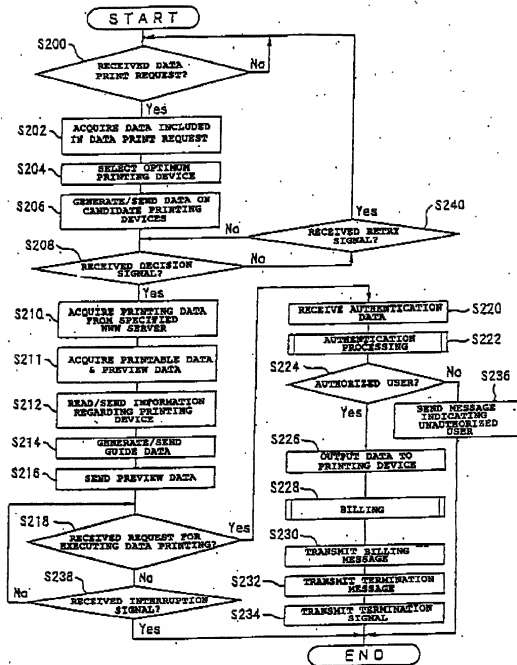 START
S200
RECEIVED DATA
PRINT REQUEST?
No
Yes
S202
ACQUIRE DATA INCLUDED
IN DATA PRINT REQUEST
S204
SELECT OPTIMUM
PRINTING DEVICE
S206
GENERATE/SEND DATA ON
CANDIDATE PRINTING
DEVICES
Yes
S240
No
RECEIVED RETRY
SIGNAL?
S208
RECEIVED DECISION
SIGNAL?
No
Yes
S210
ACQUIRE PRINTING DATA
FROM SPECIFIED
WWW SERVER
S211
ACQUIRE PRINTABLE DATA
& PREVIEW DATA
S212
READ/SEND INFORMATION
REGARDING PRINTING
DEVICE
S214
GENERATE/SEND
GUIDE DATA
S216
SEND PREVIEW DATA
S218
RECEIVED REQUEST FOR
EXECUTING DATA PRINTING?
Yes
No
S238
RECEIVED INTERRUPTION
SIGNAL?
No
Yes
RECEIVE AUTHENTICATION
DATA
S220
AUTHENTICATION
PROCESSING
S222
S224
AUTHORIZED USER?
No
Yes
S236
SEND MESSAGE
INDICATING
UNAUTHORIZED
USER
S226
OUTPUT DATA TO
PRINTING DEVICE
S228
BILLING
S230
TRANSMIT BILLING
MESSAGE
S232
TRANSMIT TERMINATION
MESSAGE
S234
TRANSMIT TERMINATION
SIGNAL
END